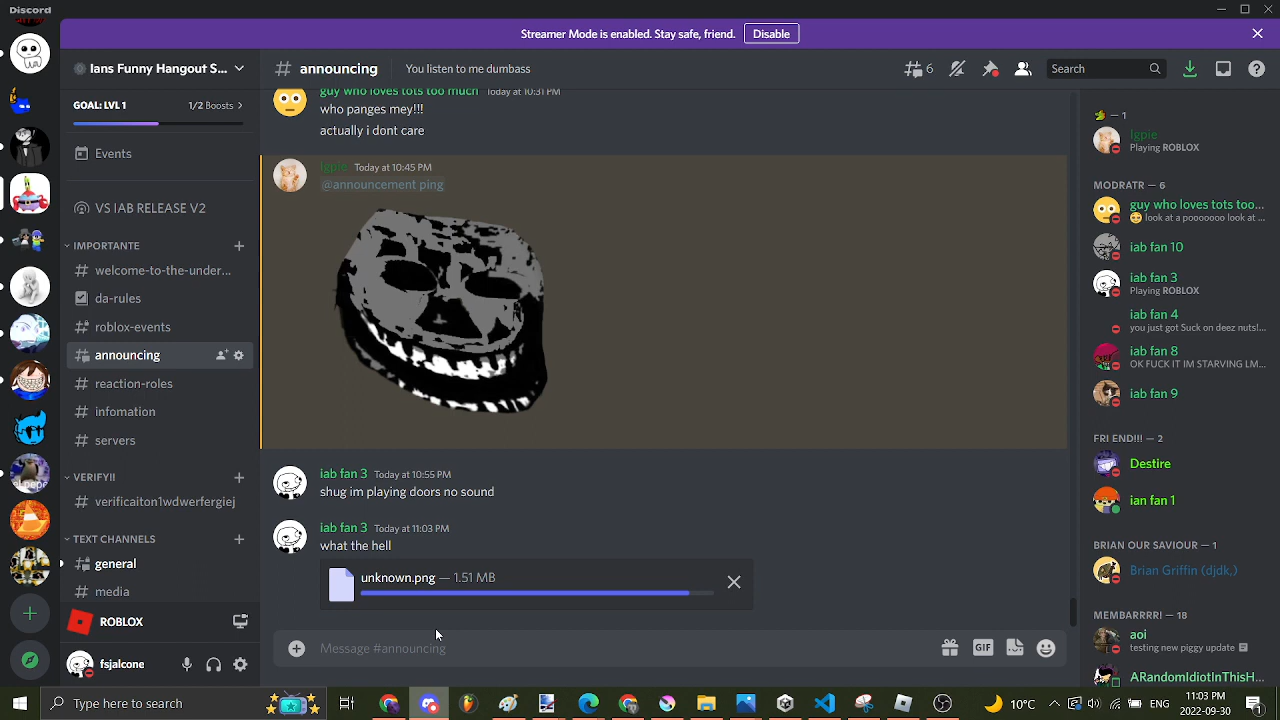 Discord
Streamer Mode is enabled. Stay safe, friend. Disable
Ians Funny Hangout S...
announcing
You listen to me dumbass
6
Search
GOAL: LVL 1
1/2 Boosts
Events
VS IAB RELEASE V2
IMPORTANTE
welcome-to-the-under...
da-rules
roblox-events
announcing
reaction-roles
infomation
servers
VERIFY!!
verificaiton1wdwerfergiej
TEXT CHANNELS
general
media
ROBLOX
fsjalcone
guy who loves tots too much Today at 10:31 PM
who panges mey!!!
actually i dont care
Igpie Today at 10:45 PM
@announcement ping
iab fan 3 Today at 10:55 PM
shug im playing doors no sound
iab fan 3 Today at 11:03 PM
what the hell
unknown.png — 1.51 MB
Message #announcing
GIF
— 1
Igpie
Playing ROBLOX
MODRATR — 6
guy who loves tots too...
look at a pooooooo look at ...
iab fan 10
iab fan 3
Playing ROBLOX
iab fan 4
you just got Suck on deez nuts!...
iab fan 8
OK FUCK IT IM STARVING LM...
iab fan 9
FRIEND!!! — 2
Destire
ian fan 1
BRIAN OUR SAVIOUR — 1
Brian Griffin (djdk,)
MEMBARRRRI — 18
aoi
testing new piggy update
ARandomIdiotInThisH...
Type here to search
10°C
11:03 PM
2022-09-30